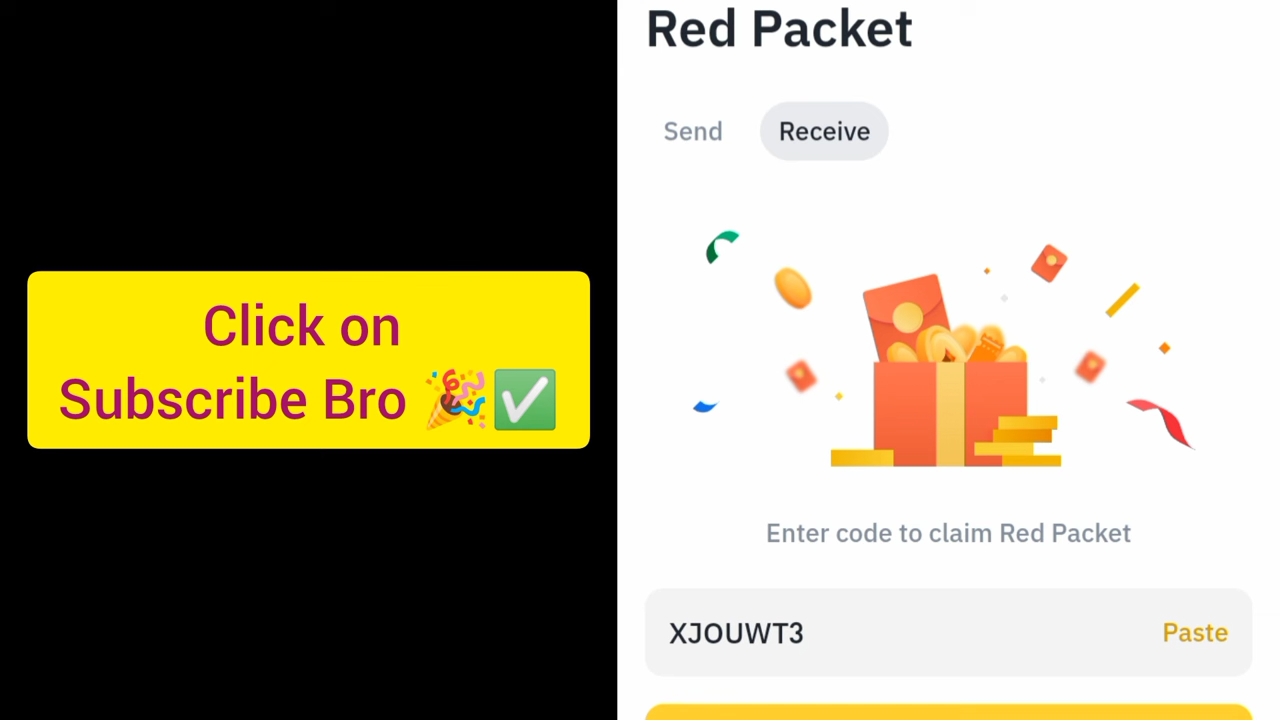 Click on
Subscribe Bro 🎉✅
Red Packet
Send
Receive
Enter code to claim Red Packet
XJOUWT3
Paste